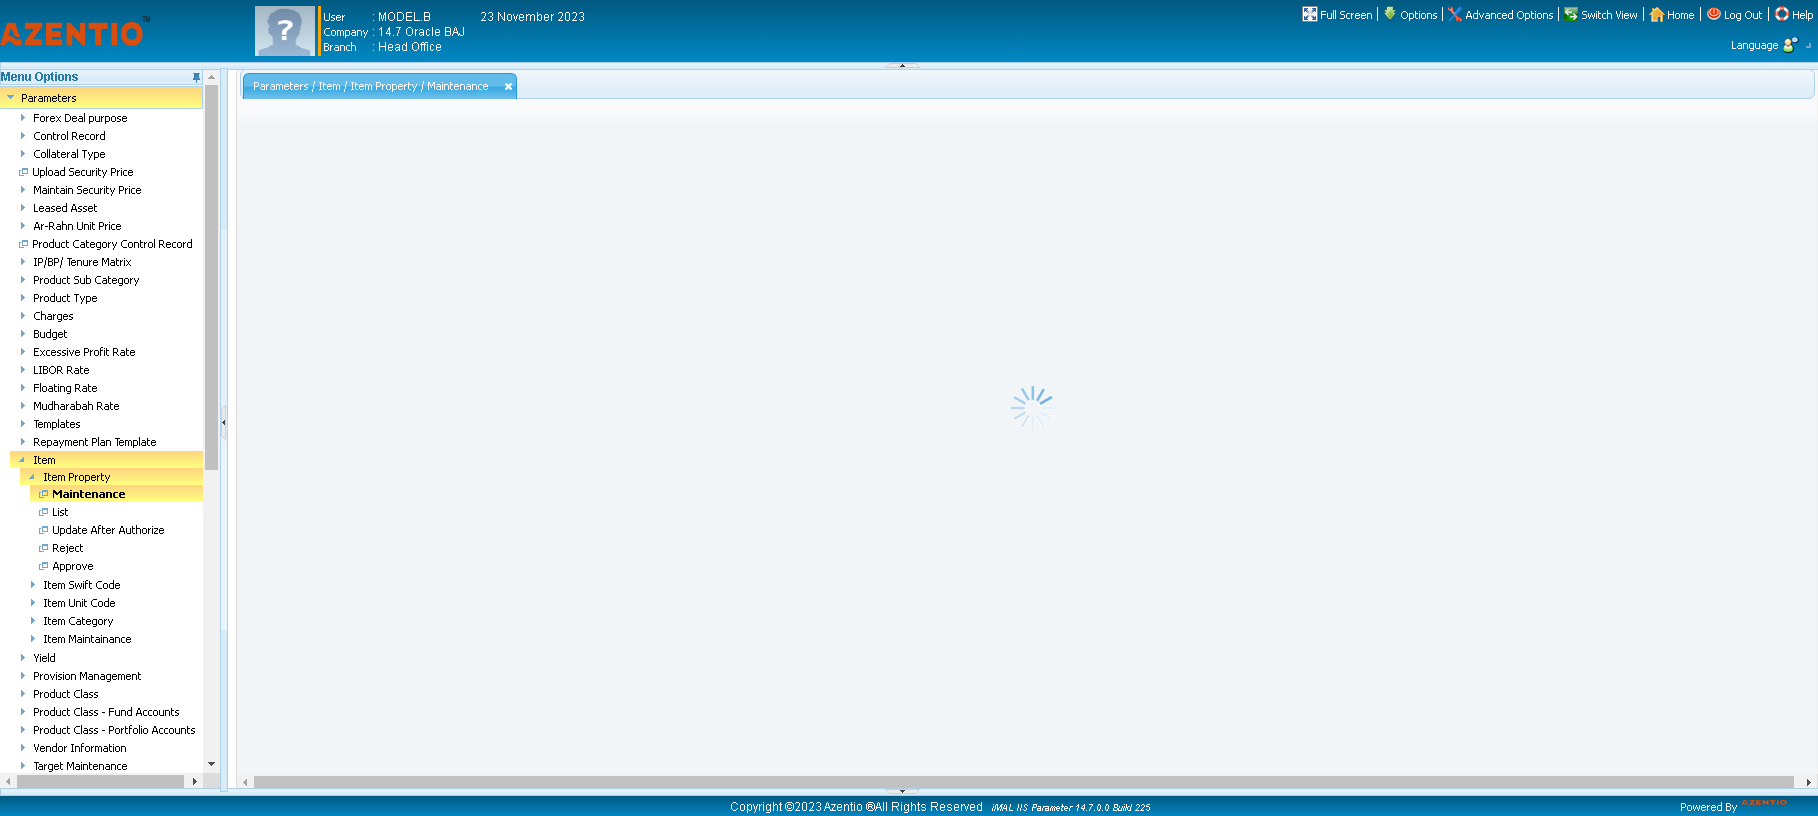 AZENTIO™
User : MODEL.B 23 November 2023
Company : 14.7 Oracle BAJ
Branch : Head Office
Full Screen Options Advanced Options Switch View Home Log Out Help
Language
Menu Options
Parameters
Forex Deal purpose
Control Record
Collateral Type
Upload Security Price
Maintain Security Price
Leased Asset
Ar-Rahn Unit Price
Product Category Control Record
IP/BP/ Tenure Matrix
Product Sub Category
Product Type
Charges
Budget
Excessive Profit Rate
LIBOR Rate
Floating Rate
Mudharabah Rate
Templates
Repayment Plan Template
Item
Item Property
Maintenance
List
Update After Authorize
Reject
Approve
Item Swift Code
Item Unit Code
Item Category
Item Maintainance
Yield
Provision Management
Product Class
Product Class - Fund Accounts
Product Class - Portfolio Accounts
Vendor Information
Target Maintenance
Parameters / Item / Item Property / Maintenance
Copyright ©2023 Azentio ®All Rights Reserved iMAL IIS Parameter 14.7.0.0 Build 225
Powered By AZENTIO